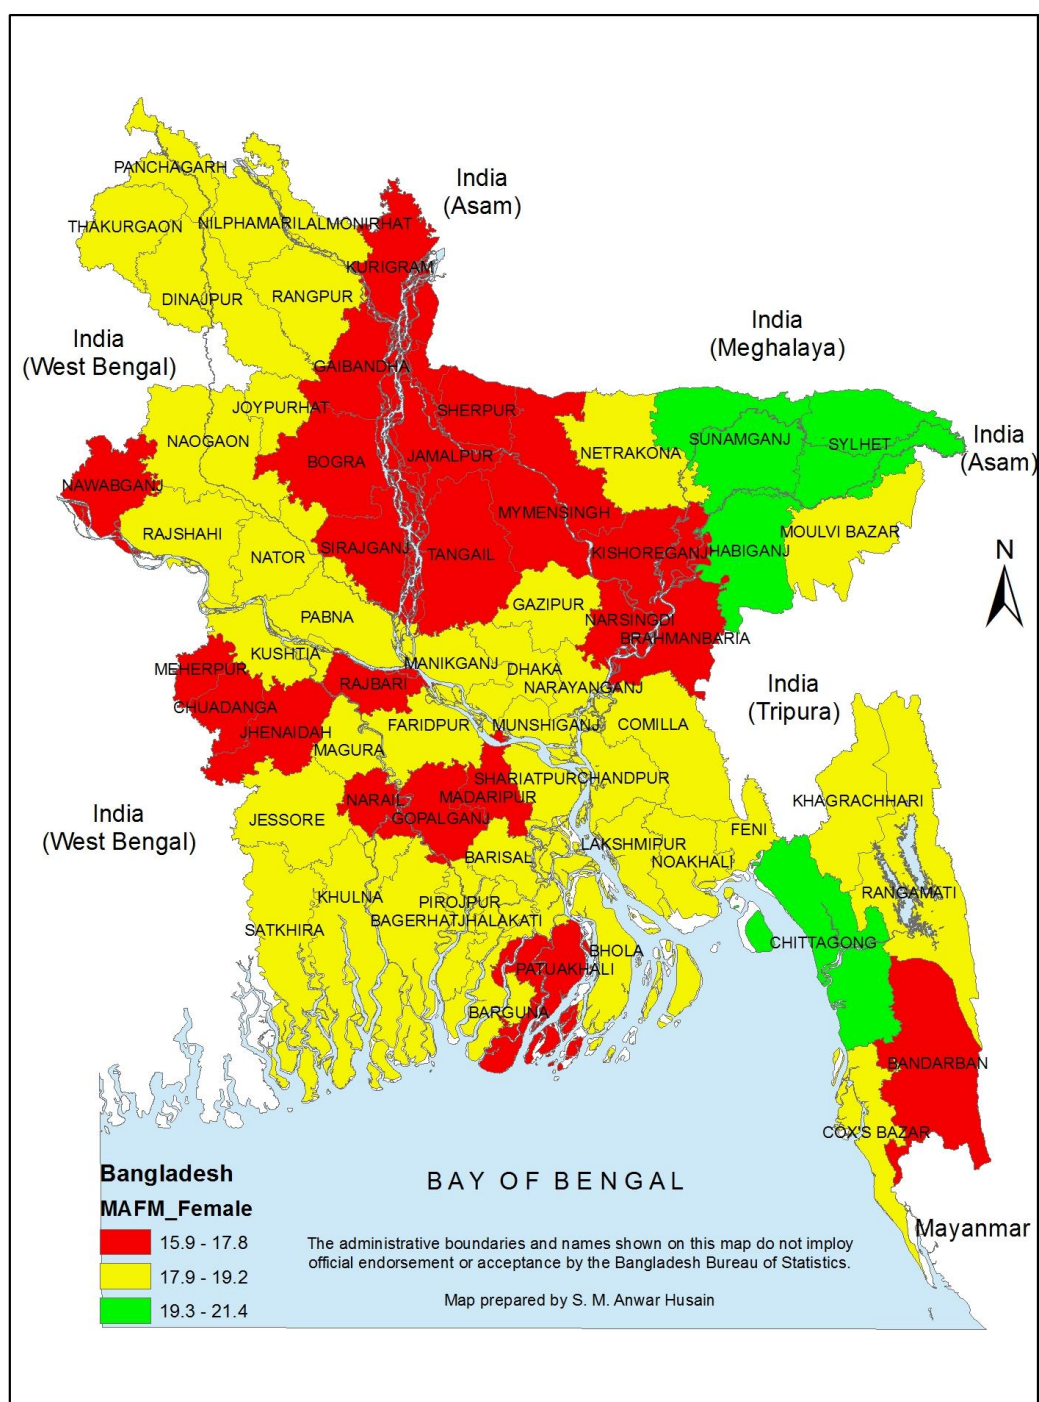 India
(Asam)
PANCHAGARH
THAKURGAON
NILPHAMARI
LALMONIRHAT
KURIGRAM
DINAJPUR
RANGPUR
India
(West Bengal)
India
(Meghalaya)
GAIBANDHA
JOYPURHAT
SHERPUR
NAOGAON
BOGRA
JAMALPUR
NETRAKONA
SUNAMGANJ
SYLHET
India
(Asam)
NAWABGANJ
RAJSHAHI
MYMENSINGH
MOULVI BAZAR
NATOR
SIRAJGANJ
TANGAIL
KISHOREGANJ
HABIGANJ
N
PABNA
GAZIPUR
NARSINGDI
BRAHMANBARIA
KUSHTIA
MEHERPUR
MANIKGANJ
DHAKA
RAJBARI
NARAYANGANJ
India
(Tripura)
CHUADANGA
JHENAIDAH
FARIDPUR
MUNSHIGANJ
COMILLA
MAGURA
SHARIATPUR
CHANDPUR
NARAIL
MADARIPUR
KHAGRACHHARI
India
(West Bengal)
JESSORE
GOPALGANJ
FENI
BARISAL
LAKSHMIPUR
NOAKHALI
KHULNA
PIROJPUR
RANGAMATI
BAGERHAT
JHALAKATI
SATKHIRA
CHITTAGONG
BHOLA
PATUAKHALI
BARGUNA
BANDARBAN
COX'S BAZAR
Bangladesh
MAFM_Female
15.9 - 17.8
17.9 - 19.2
19.3 - 21.4
BAY OF BENGAL
Mayanmar
The administrative boundaries and names shown on this map do not imploy
official endorsement or acceptance by the Bangladesh Bureau of Statistics.
Map prepared by S. M. Anwar Husain